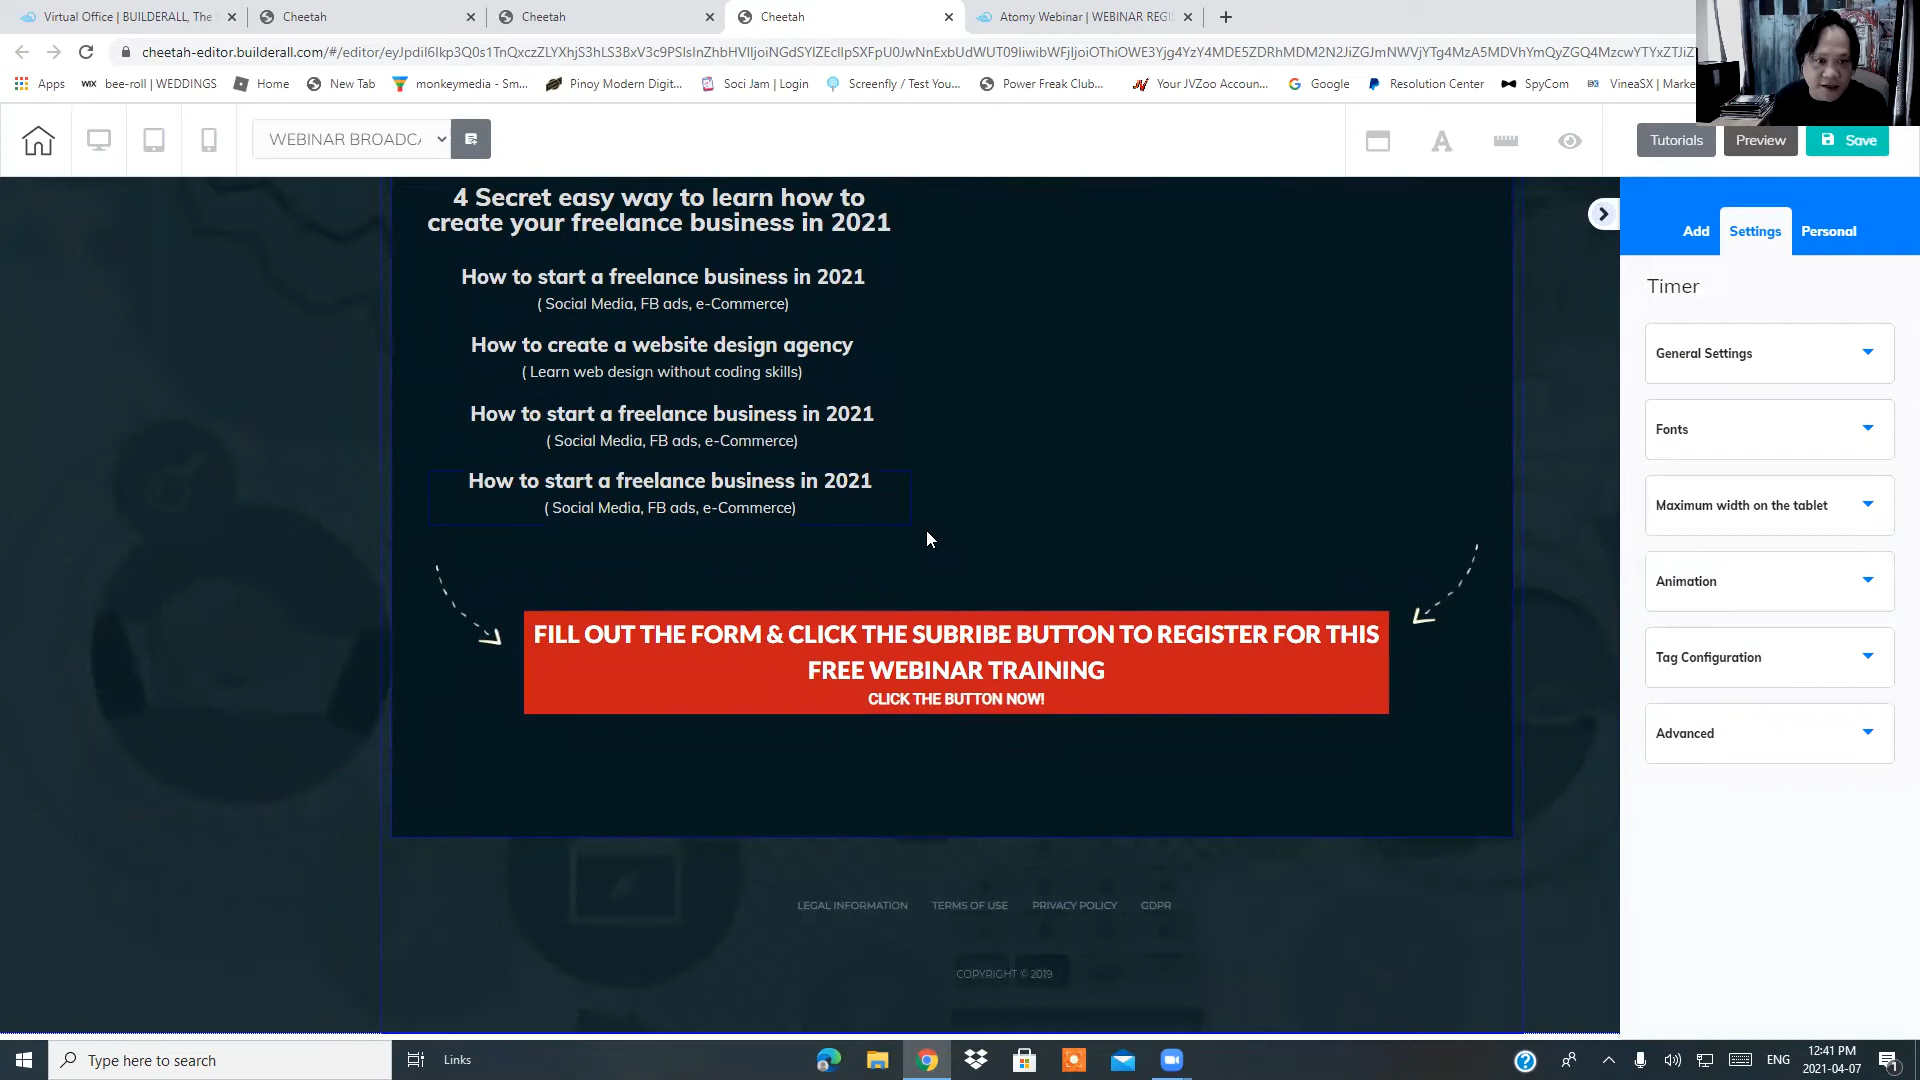 Virtual Office | BUILDERALL, The
Cheetah
Cheetah
Cheetah
Atomy Webinar | WEBINAR REGI
Apps
WIX bee-roll | WEDDINGS
Home
New Tab
monkeymedia - Sm...
Pinoy Modern Digit...
Soci Jam | Login
Screenfly / Test You...
Power Freak Club...
Your JVZoo Accoun...
Google
Resolution Center
SpyCom
VineaSX | Marke
WEBINAR BROADCA
Tutorials
Preview
Save
Add
Settings
Personal
Timer
General Settings
Fonts
Maximum width on the tablet
Animation
Tag Configuration
Advanced
4 Secret easy way to learn how to
create your freelance business in 2021
How to start a freelance business in 2021
( Social Media, FB ads, e-Commerce)
How to create a website design agency
( Learn web design without coding skills)
How to start a freelance business in 2021
( Social Media, FB ads, e-Commerce)
How to start a freelance business in 2021
( Social Media, FB ads, e-Commerce)
FILL OUT THE FORM & CLICK THE SUBRIBE BUTTON TO REGISTER FOR THIS
FREE WEBINAR TRAINING
CLICK THE BUTTON NOW!
LEGAL INFORMATION
TERMS OF USE
PRIVACY POLICY
GDPR
COPYRIGHT © 2019
Type here to search
Links
ENG
12:41 PM
2021-04-07
1